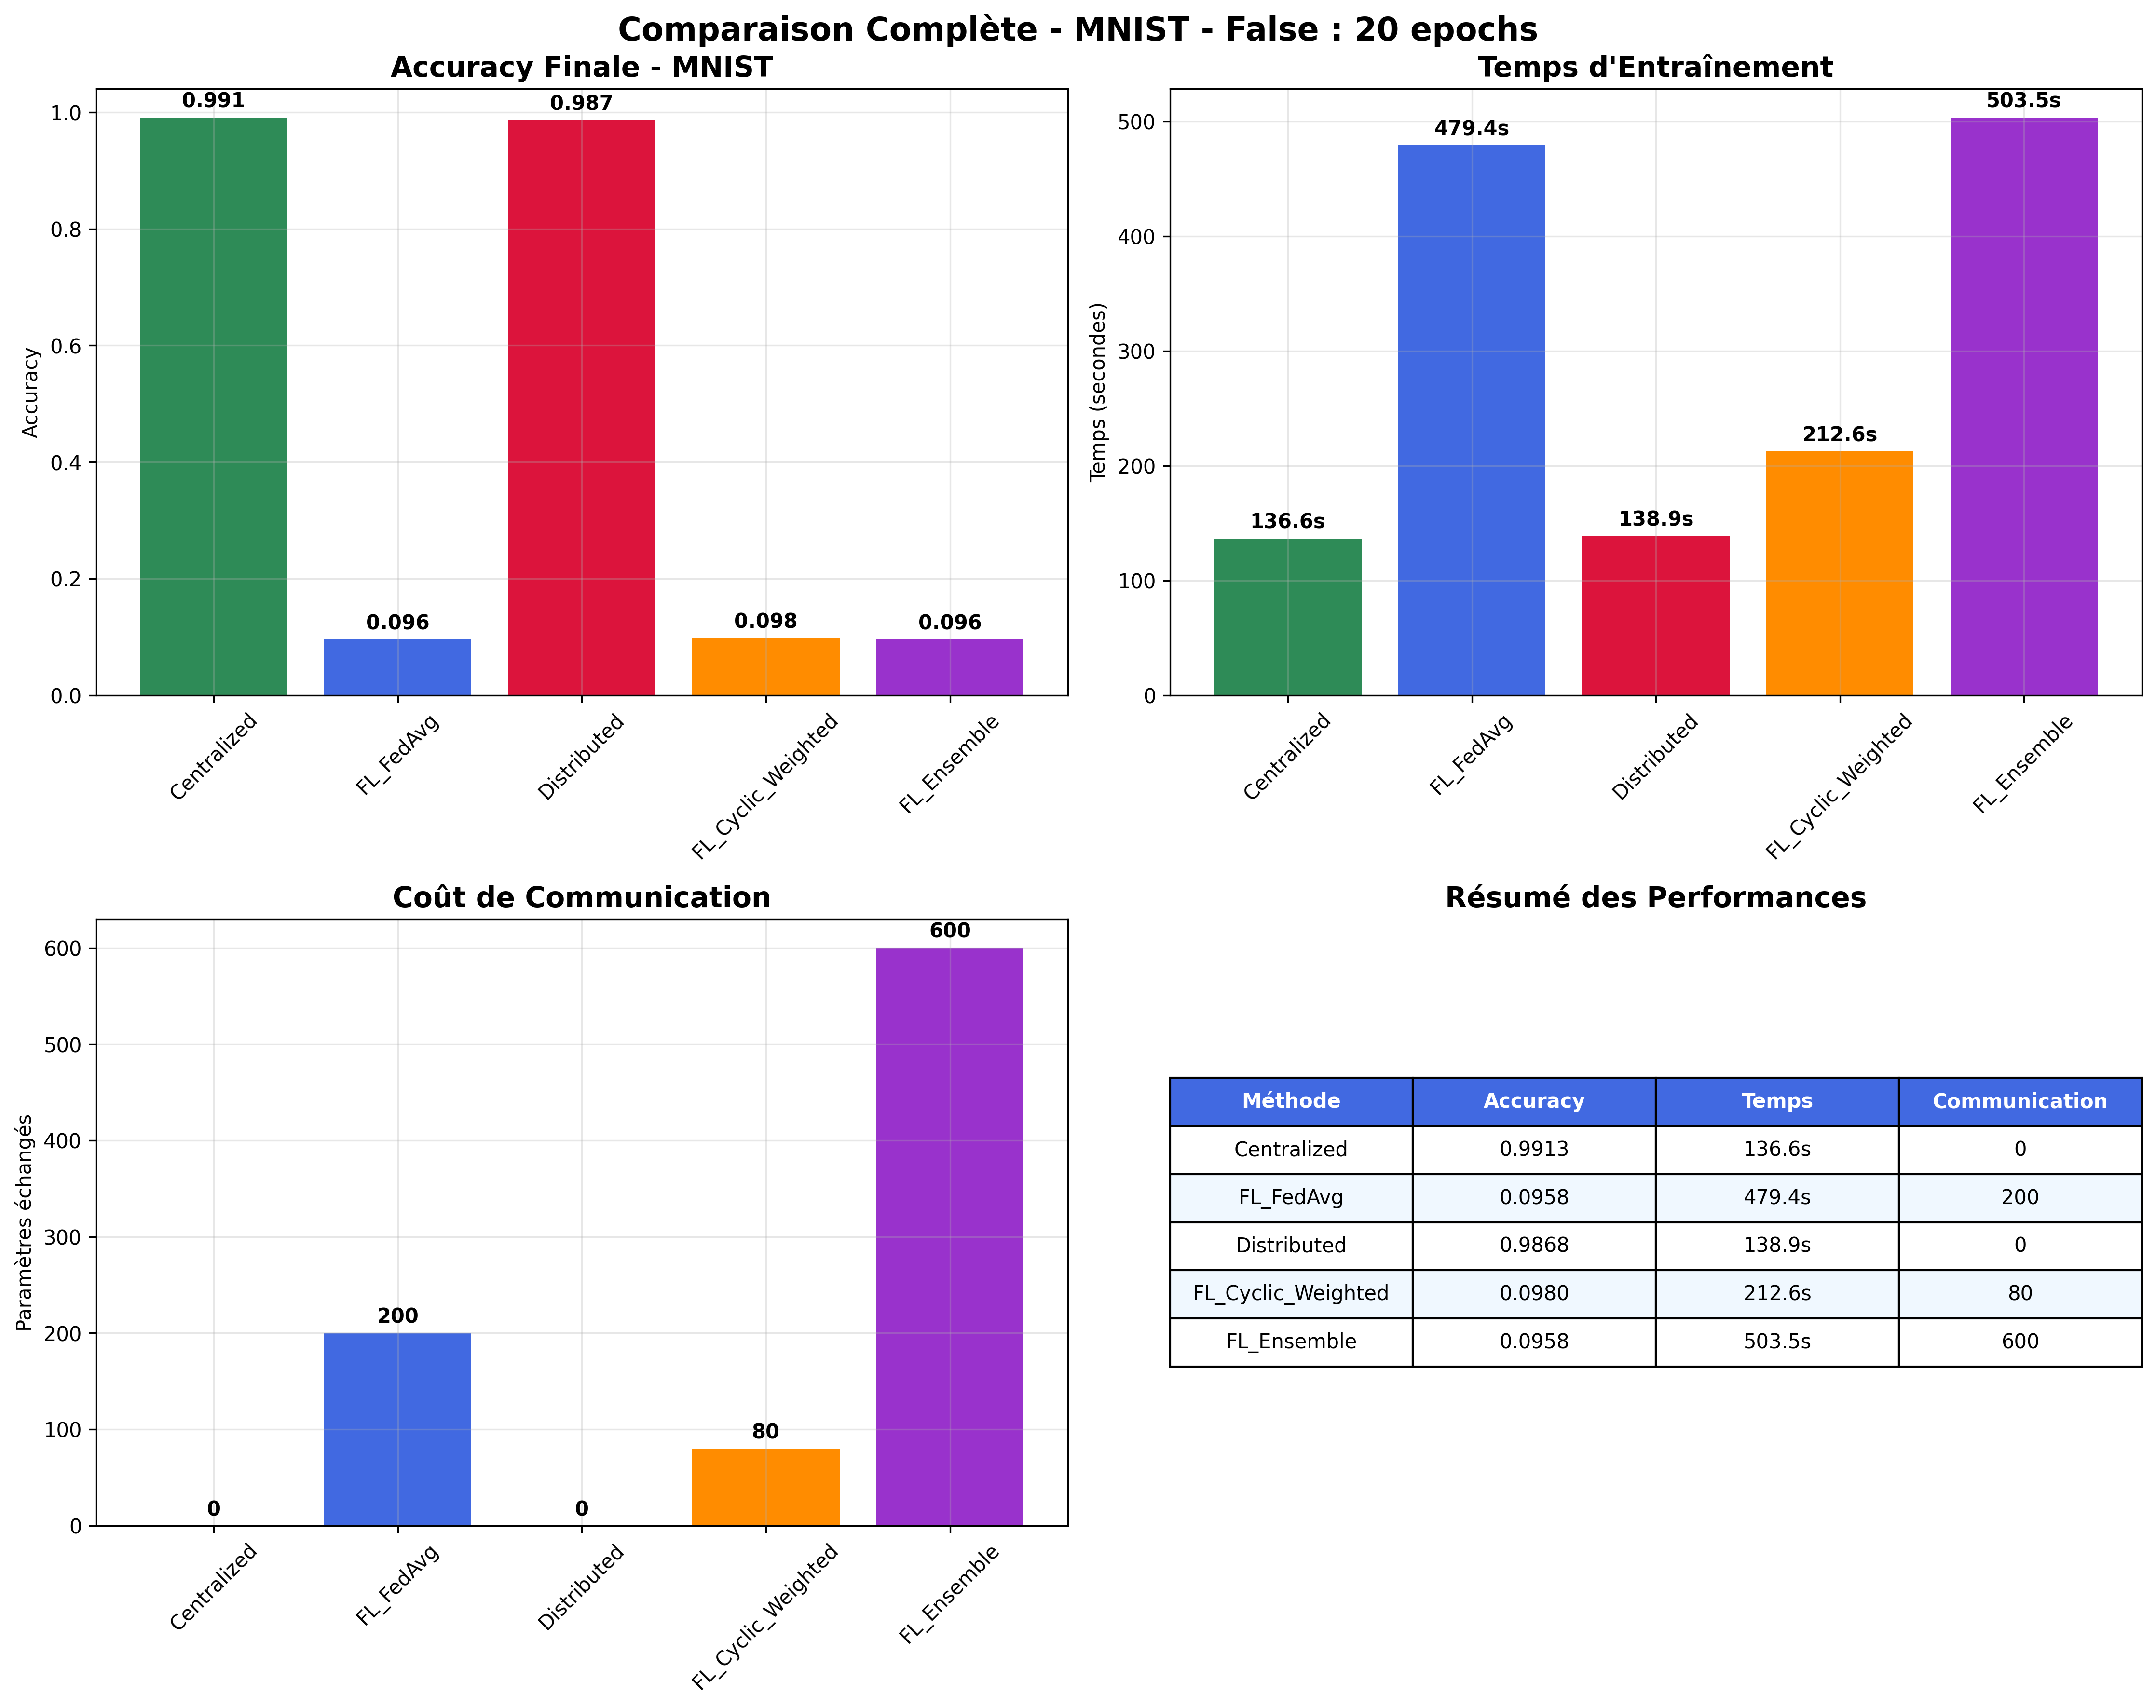 Comparaison Complète - MNIST - False : 20 epochs
Accuracy Finale - MNIST
Accuracy
1.0
0.8
0.6
0.4
0.2
0.0
0.991
0.096
0.987
0.098
0.096
Centralized
FL_FedAvg
Distributed
FL_Cyclic_Weighted
FL_Ensemble
Temps d'Entraînement
Temps (secondes)
500
400
300
200
100
0
136.6s
479.4s
138.9s
212.6s
503.5s
Centralized
FL_FedAvg
Distributed
FL_Cyclic_Weighted
FL_Ensemble
Coût de Communication
Paramètres échangés
600
500
400
300
200
100
0
0
200
0
80
600
Centralized
FL_FedAvg
Distributed
FL_Cyclic_Weighted
FL_Ensemble
Résumé des Performances
Méthode Accuracy Temps Communication
Centralized 0.9913 136.6s 0
FL_FedAvg 0.0958 479.4s 200
Distributed 0.9868 138.9s 0
FL_Cyclic_Weighted 0.0980 212.6s 80
FL_Ensemble 0.0958 503.5s 600